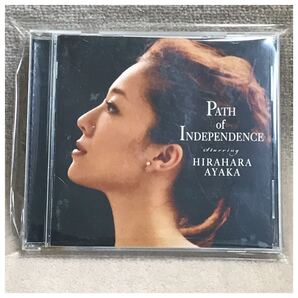 PATH
of
INDEPENDENCE
starring
HIRAHARA
AYAKA